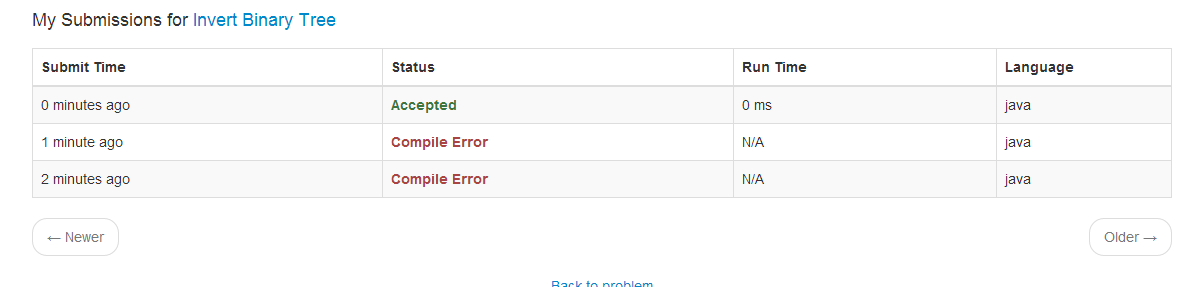 My Submissions for Invert Binary Tree
Submit Time Status Run Time Language
0 minutes ago Accepted 0 ms java
1 minute ago Compile Error N/A java
2 minutes ago Compile Error N/A java
← Newer Older →
Back to problem